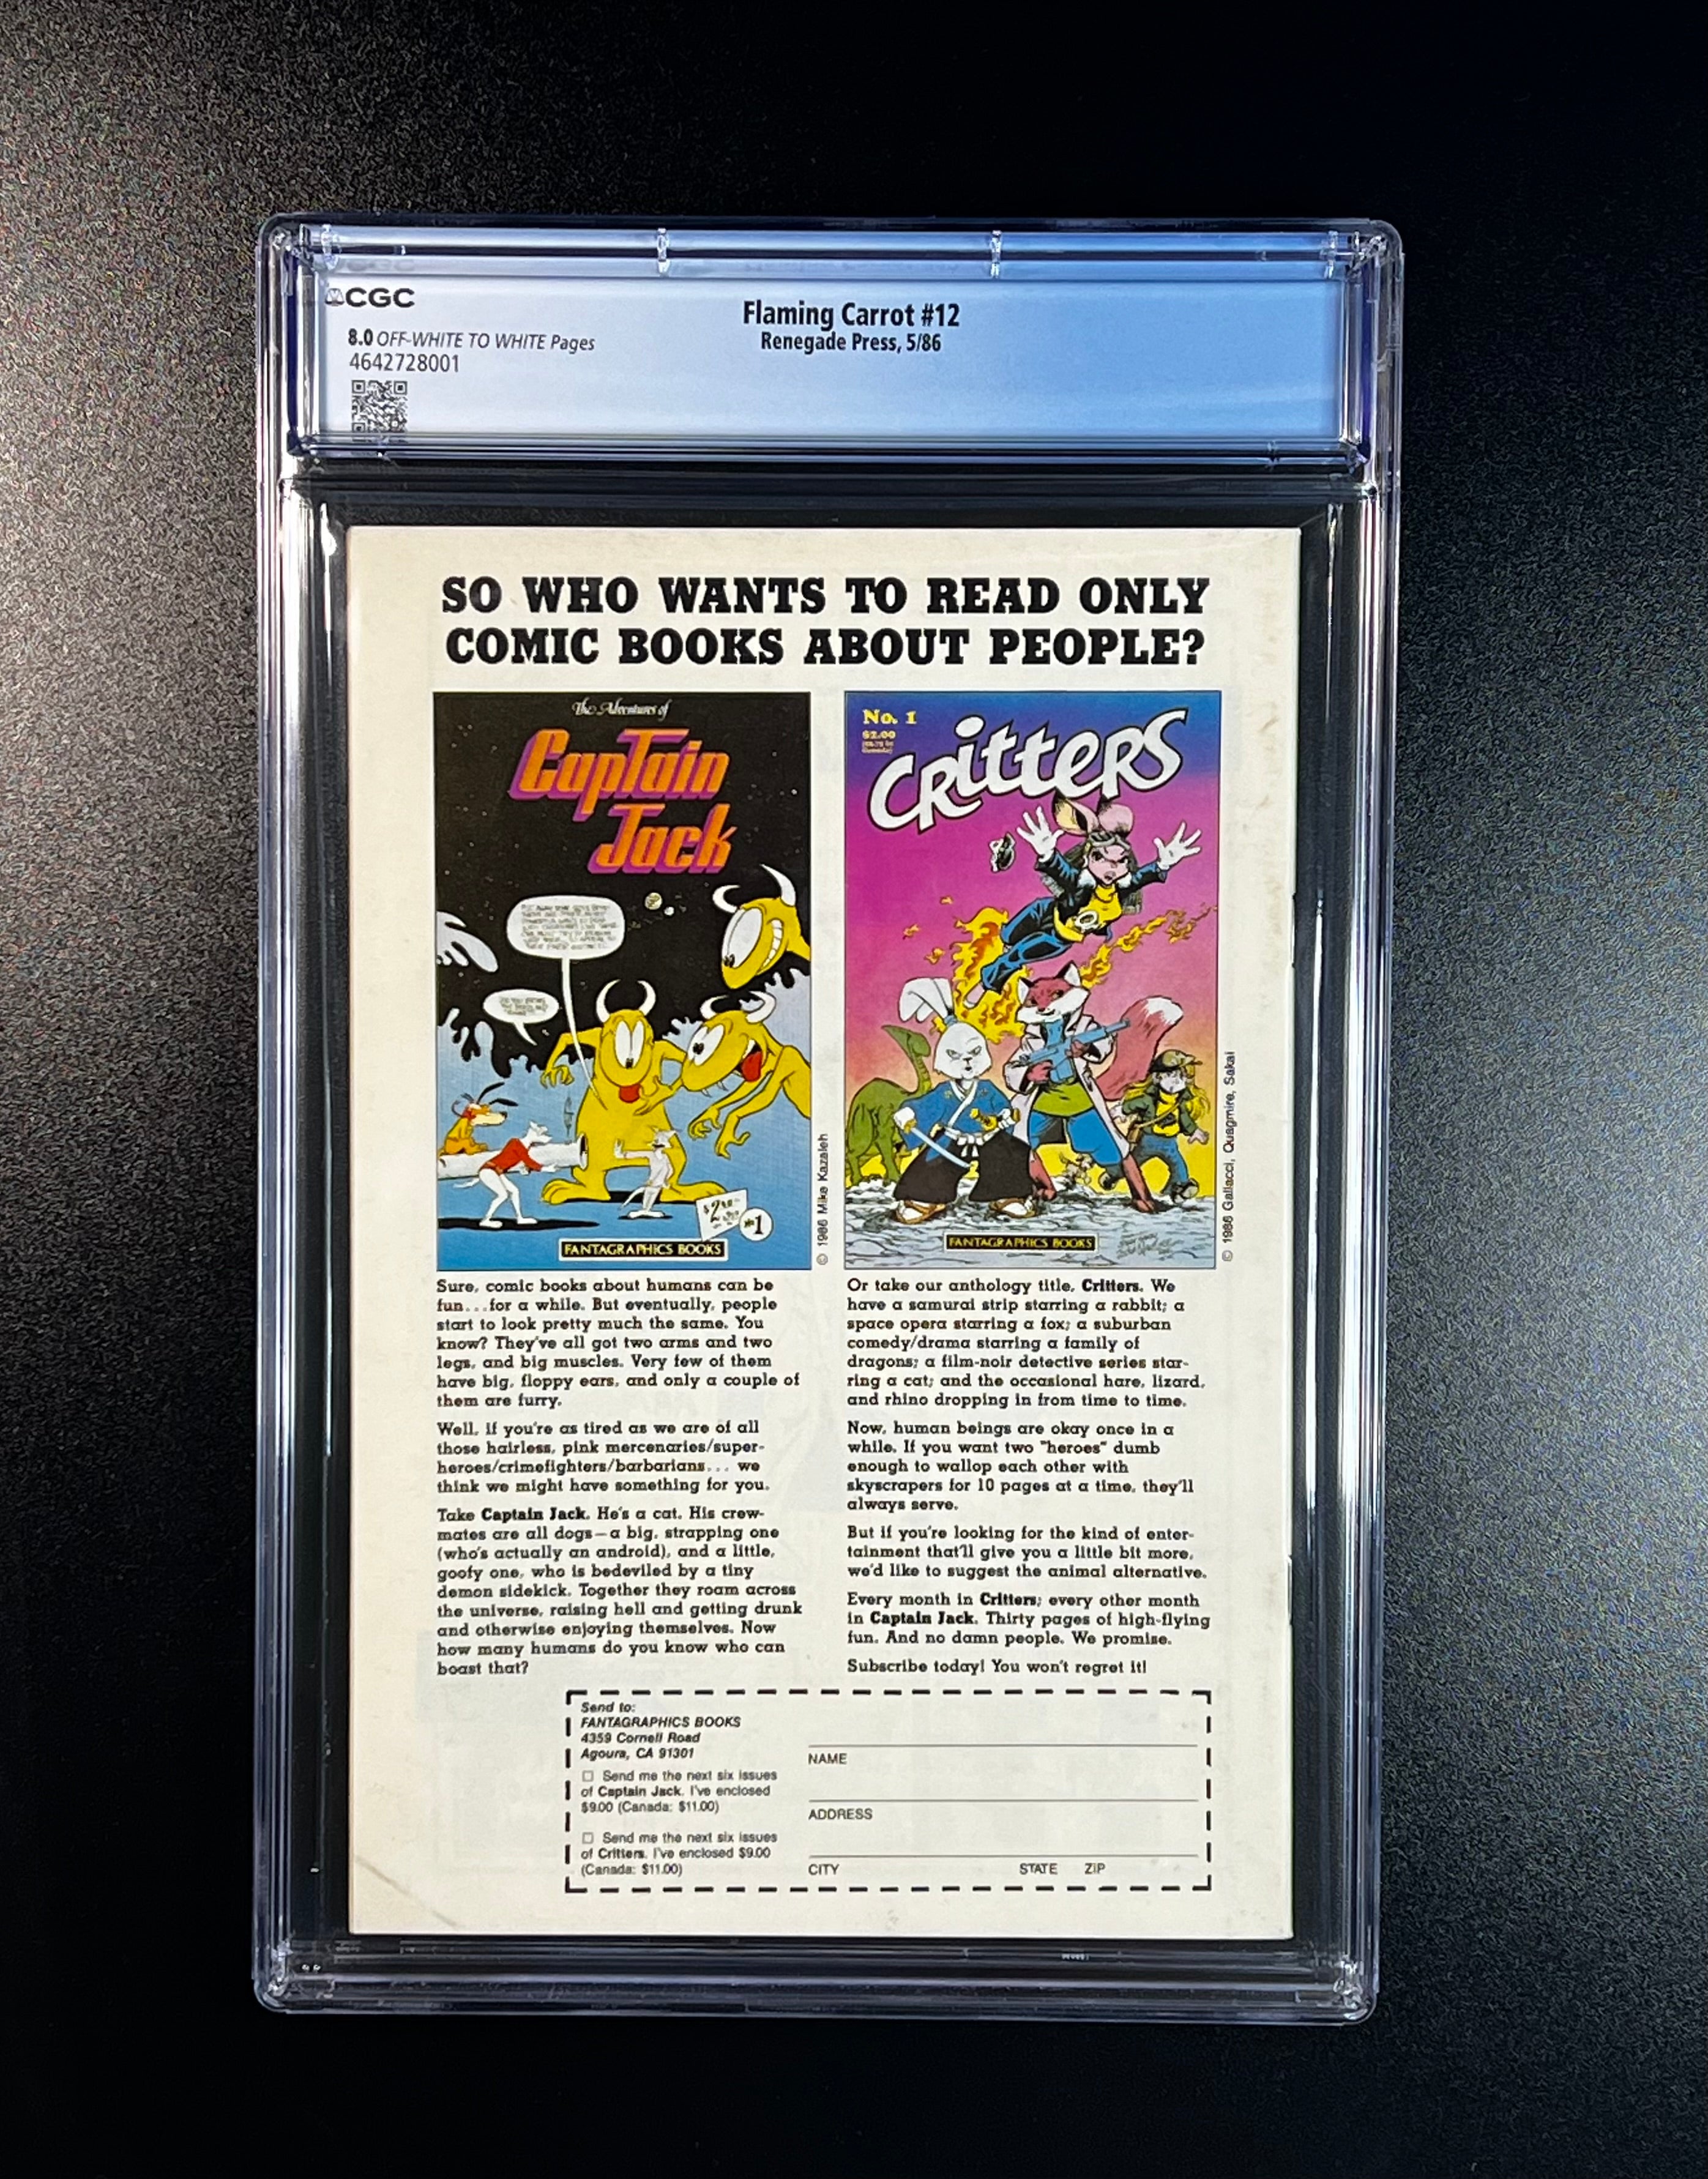 CGC
8.0 OFF-WHITE TO WHITE Pages
4642728001
Flaming Carrot #12
Renegade Press, 5/86
SO WHO WANTS TO READ ONLY
COMIC BOOKS ABOUT PEOPLE?
The Adventures of
Captain
Jack
$2
#1
FANTAGRAPHICS BOOKS
© 1986 Mike Kazaleh
No. 1
$2.00
Critters
FANTAGRAPHICS BOOKS
© 1986 Gallacci, Quagmire, Sakai
Sure, comic books about humans can be
fun...for a while. But eventually, people
start to look pretty much the same. You
know? They've all got two arms and two
legs, and big muscles. Very few of them
have big, floppy ears, and only a couple of
them are furry.
Well, if you're as tired as we are of all
those hairless, pink mercenaries/super-
heroes/crimefighters/barbarians... we
think we might have something for you.
Take Captain Jack. He's a cat. His crew-
mates are all dogs—a big, strapping one
(who's actually an android), and a little,
goofy one, who is bedeviled by a tiny
demon sidekick. Together they roam across
the universe, raising hell and getting drunk
and otherwise enjoying themselves. Now
how many humans do you know who can
boast that?
Or take our anthology title, Critters. We
have a samurai strip starring a rabbit; a
space opera starring a fox; a suburban
comedy/drama starring a family of
dragons; a film-noir detective series star-
ring a cat; and the occasional hare, lizard,
and rhino dropping in from time to time.
Now, human beings are okay once in a
while. If you want two "heroes" dumb
enough to wallop each other with
skyscrapers for 10 pages at a time, they'll
always serve.
But if you're looking for the kind of enter-
tainment that'll give you a little bit more,
we'd like to suggest the animal alternative.
Every month in Critters; every other month
in Captain Jack. Thirty pages of high-flying
fun. And no damn people. We promise.
Subscribe today! You won't regret it!
Send to:
FANTAGRAPHICS BOOKS
4359 Cornell Road
Agoura, CA 91301
Send me the next six issues
of Captain Jack. I've enclosed
$9.00 (Canada: $11.00)
Send me the next six issues
of Critters. I've enclosed $9.00
(Canada: $11.00)
NAME
ADDRESS
CITY STATE ZIP